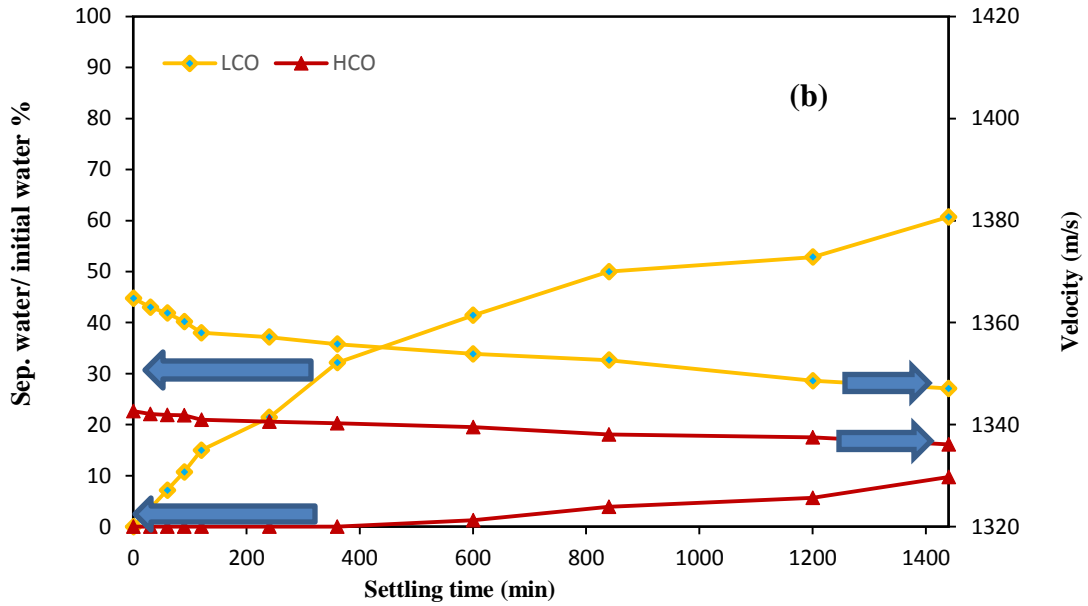 LCO
HCO
(b)
Sep. water/ initial water %
100
90
80
70
60
50
40
30
20
10
0
1420
1400
1380
1360
1340
1320
Velocity (m/s)
0 200 400 600 800 1000 1200 1400
Settling time (min)